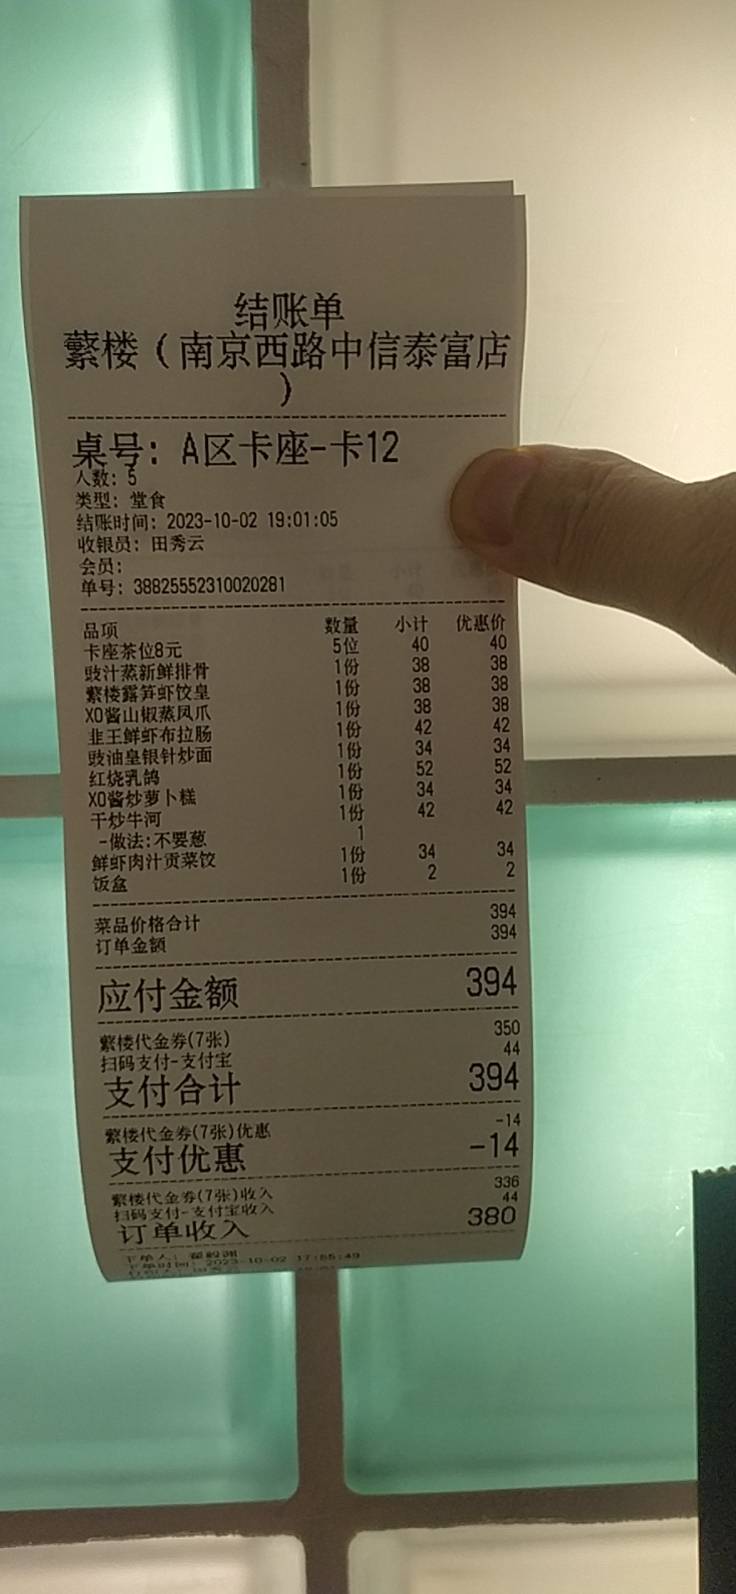 结账单
蘩楼（南京西路中信泰富店
）
桌号：A区卡座-卡12
人数：5
类型：堂食
结账时间：2023-10-02 19:01:05
收银员：田秀云
会员：
单号：38825552310020281
品项 数量 小计 优惠价
卡座茶位8元 5位 40 40
豉汁蒸新鲜排骨 1份 38 38
蘩楼露笋虾饺皇 1份 38 38
XO酱山椒蒸凤爪 1份 38 38
韭王鲜虾布拉肠 1份 42 42
豉油皇银针炒面 1份 34 34
红烧乳鸽 1份 52 52
XO酱炒萝卜糕 1份 34 34
干炒牛河 1份 42 42
-做法:不要葱 1
鲜虾肉汁贡菜饺 1份 34 34
饭盒 1份 2 2
菜品价格合计 394
订单金额 394
应付金额 394
蘩楼代金券(7张) 350
扫码支付-支付宝 44
支付合计 394
蘩楼代金券(7张)优惠 -14
支付优惠 -14
蘩楼代金券(7张)收入 336
扫码支付-支付宝收入 44
订单收入 380
下单人：
下单时间：2023-10-02 17:55:49